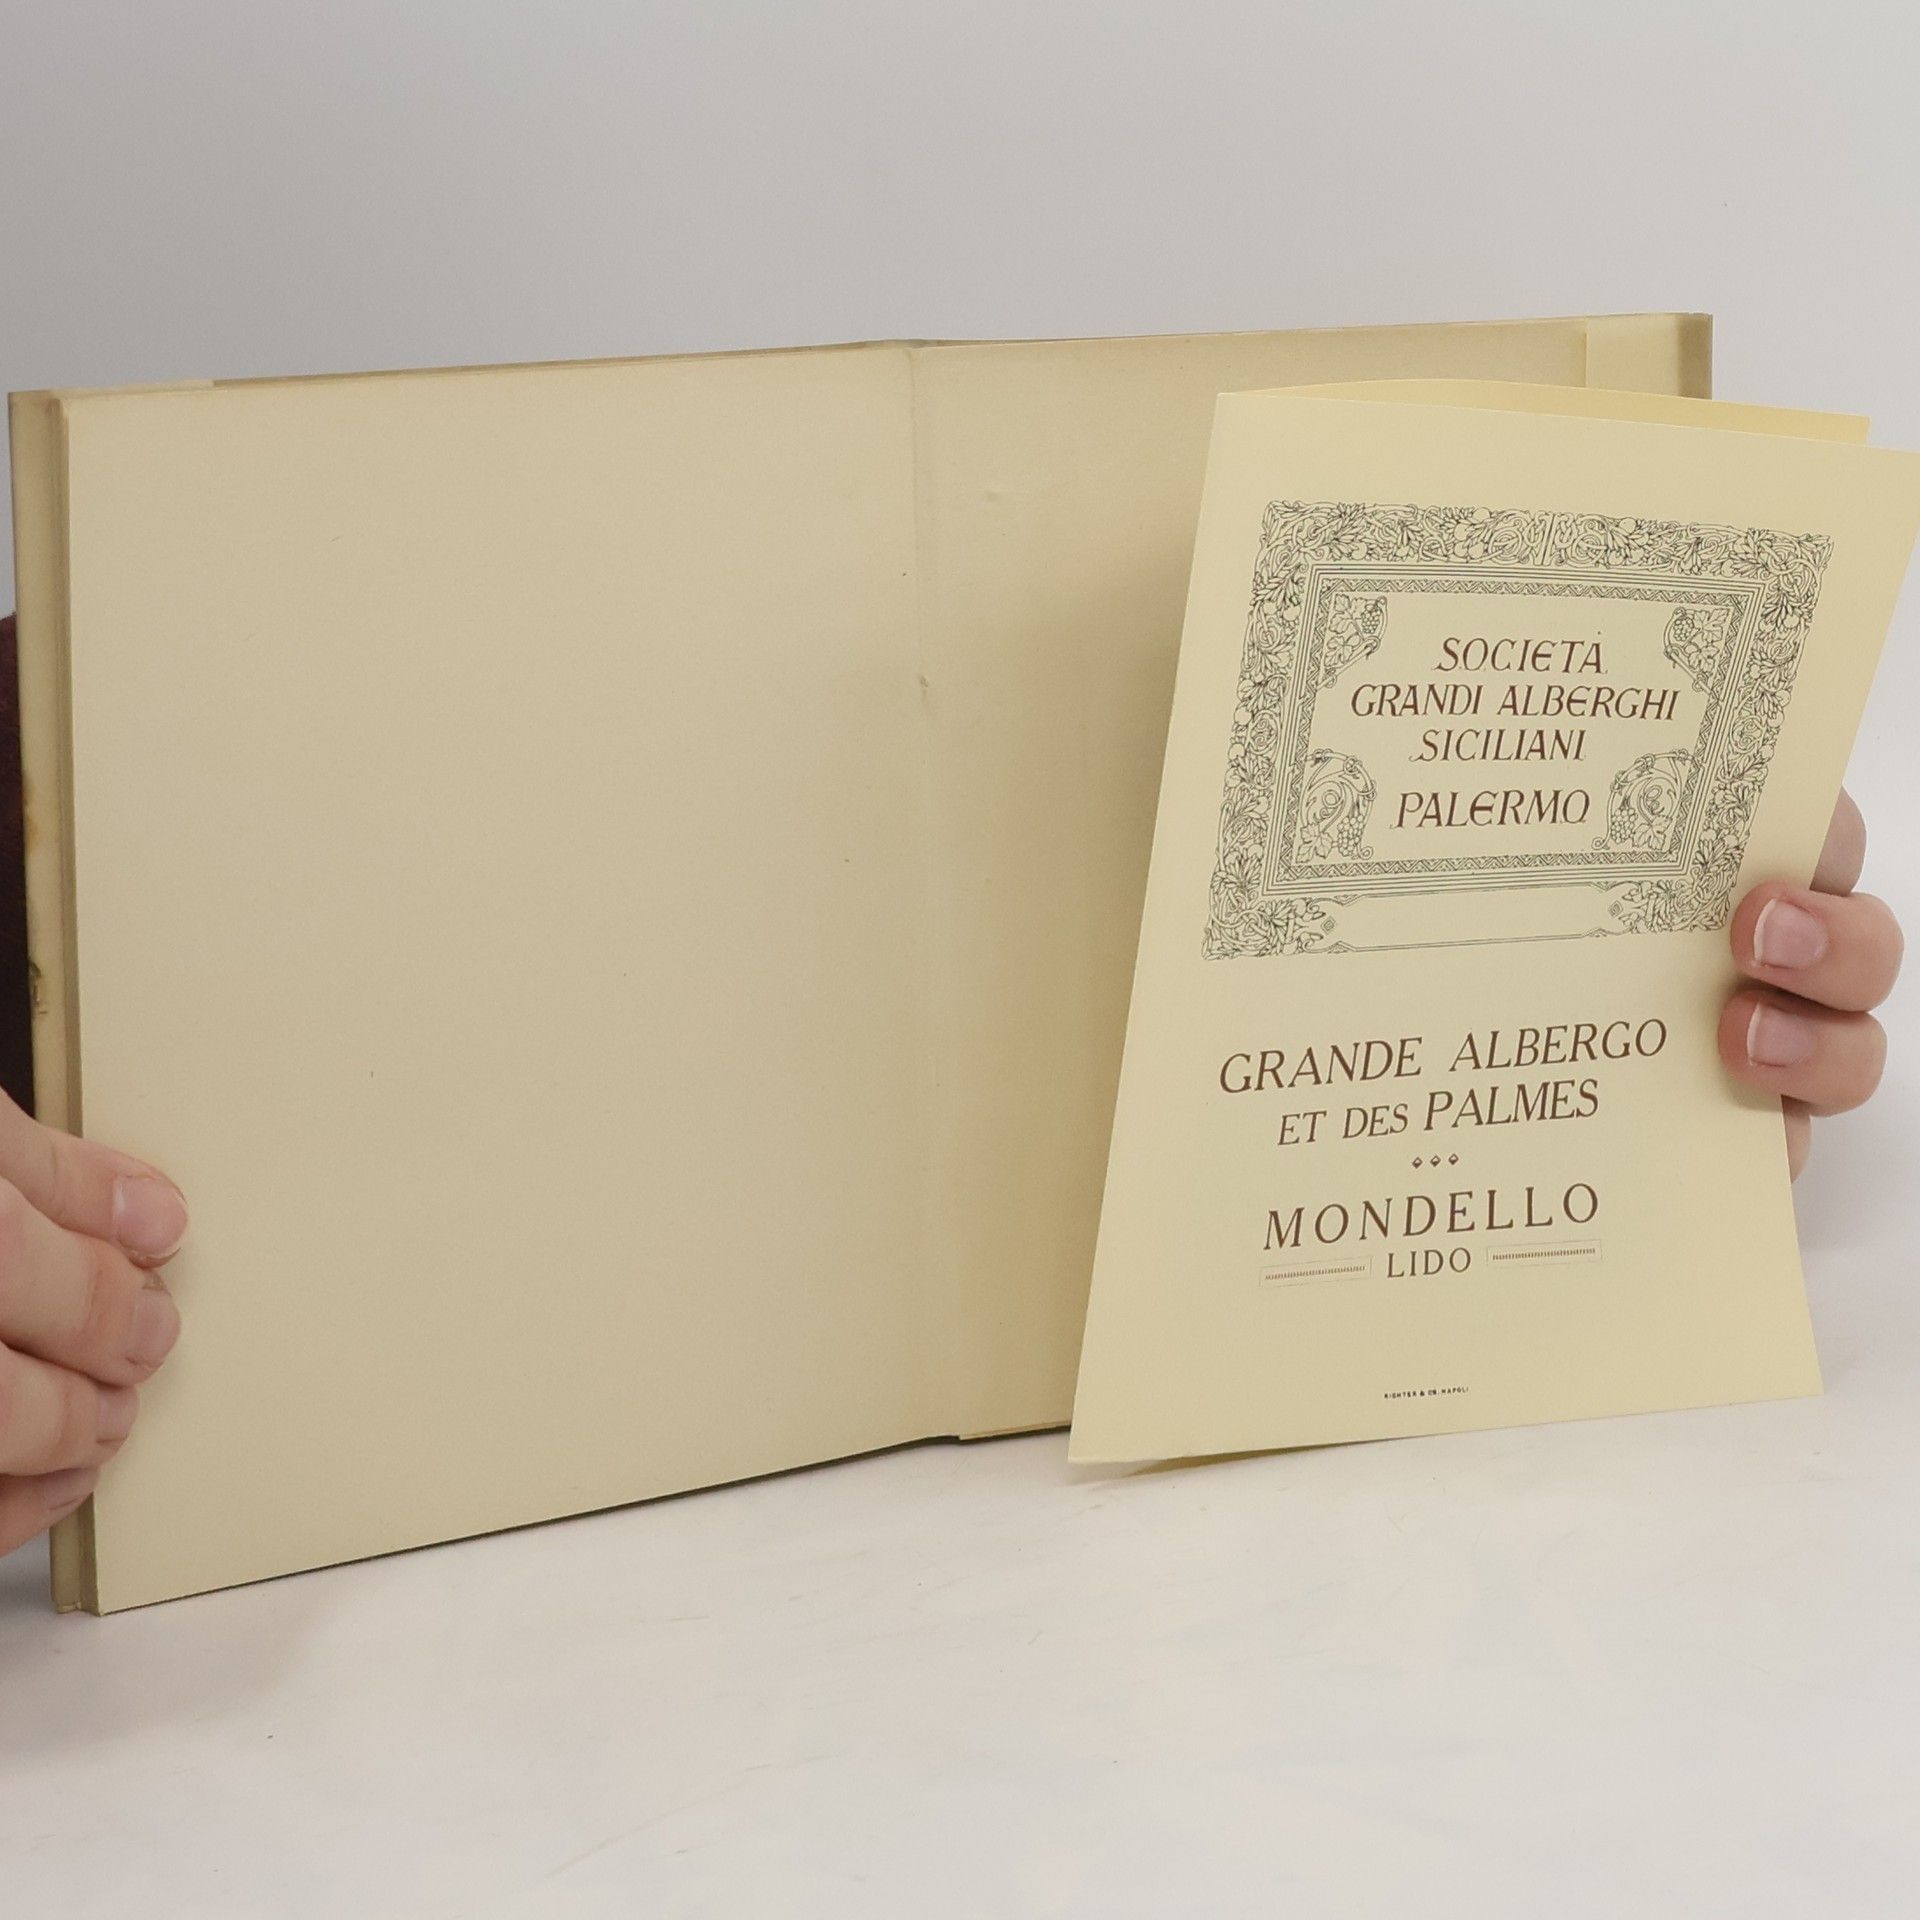 SOCIETÀ
GRANDI ALBERGHI
SICILIANI
PALERMO
GRANDE ALBERGO
ET DES PALMES
MONDELLO
LIDO
RICHTER & CO. NAPOLI